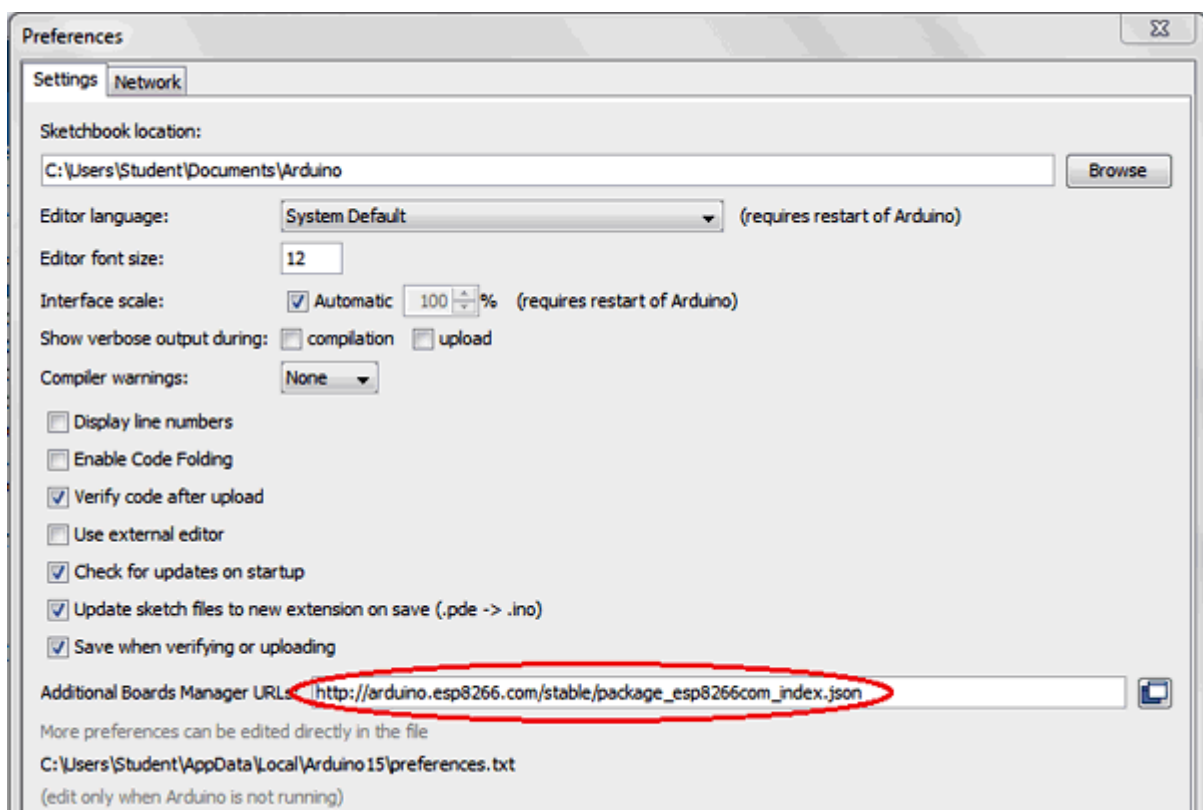 Preferences
Settings Network
Sketchbook location:
C:\Users\Student\Documents\Arduino Browse
Editor language: System Default (requires restart of Arduino)
Editor font size: 12
Interface scale: Automatic 100 % (requires restart of Arduino)
Show verbose output during: compilation upload
Compiler warnings: None
Display line numbers
Enable Code Folding
Verify code after upload
Use external editor
Check for updates on startup
Update sketch files to new extension on save (.pde -> .ino)
Save when verifying or uploading
Additional Boards Manager URLs: http://arduino.esp8266.com/stable/package_esp8266com_index.json
More preferences can be edited directly in the file
C:\Users\Student\AppData\Local\Arduino15\preferences.txt
(edit only when Arduino is not running)